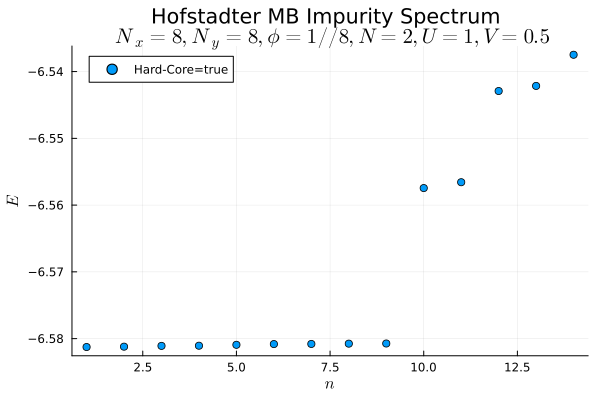 Hofstadter MB Impurity Spectrum
N_x = 8, N_y = 8, ϕ = 1//8, N = 2, U = 1, V = 0.5
Hard-Core=true
−6.54
−6.55
−6.56
−6.57
−6.58
E
2.5 5.0 7.5 10.0 12.5
n